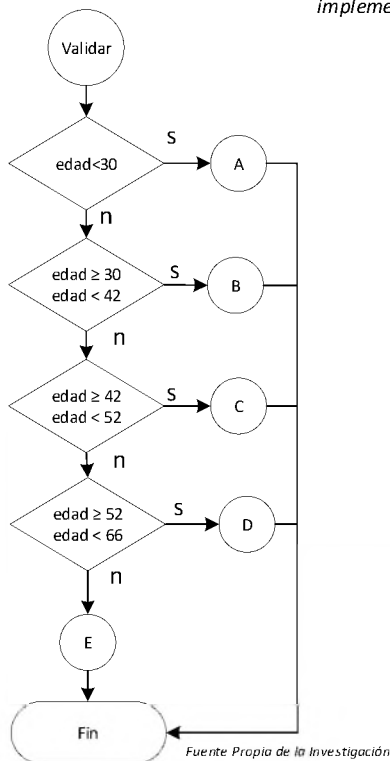 impleme
Validar
edad<30
S
A
n
edad ≥ 30
edad < 42
S
B
n
edad ≥ 42
edad < 52
S
C
n
edad ≥ 52
edad < 66
S
D
n
E
Fin
Fuente Propia de la Investigación